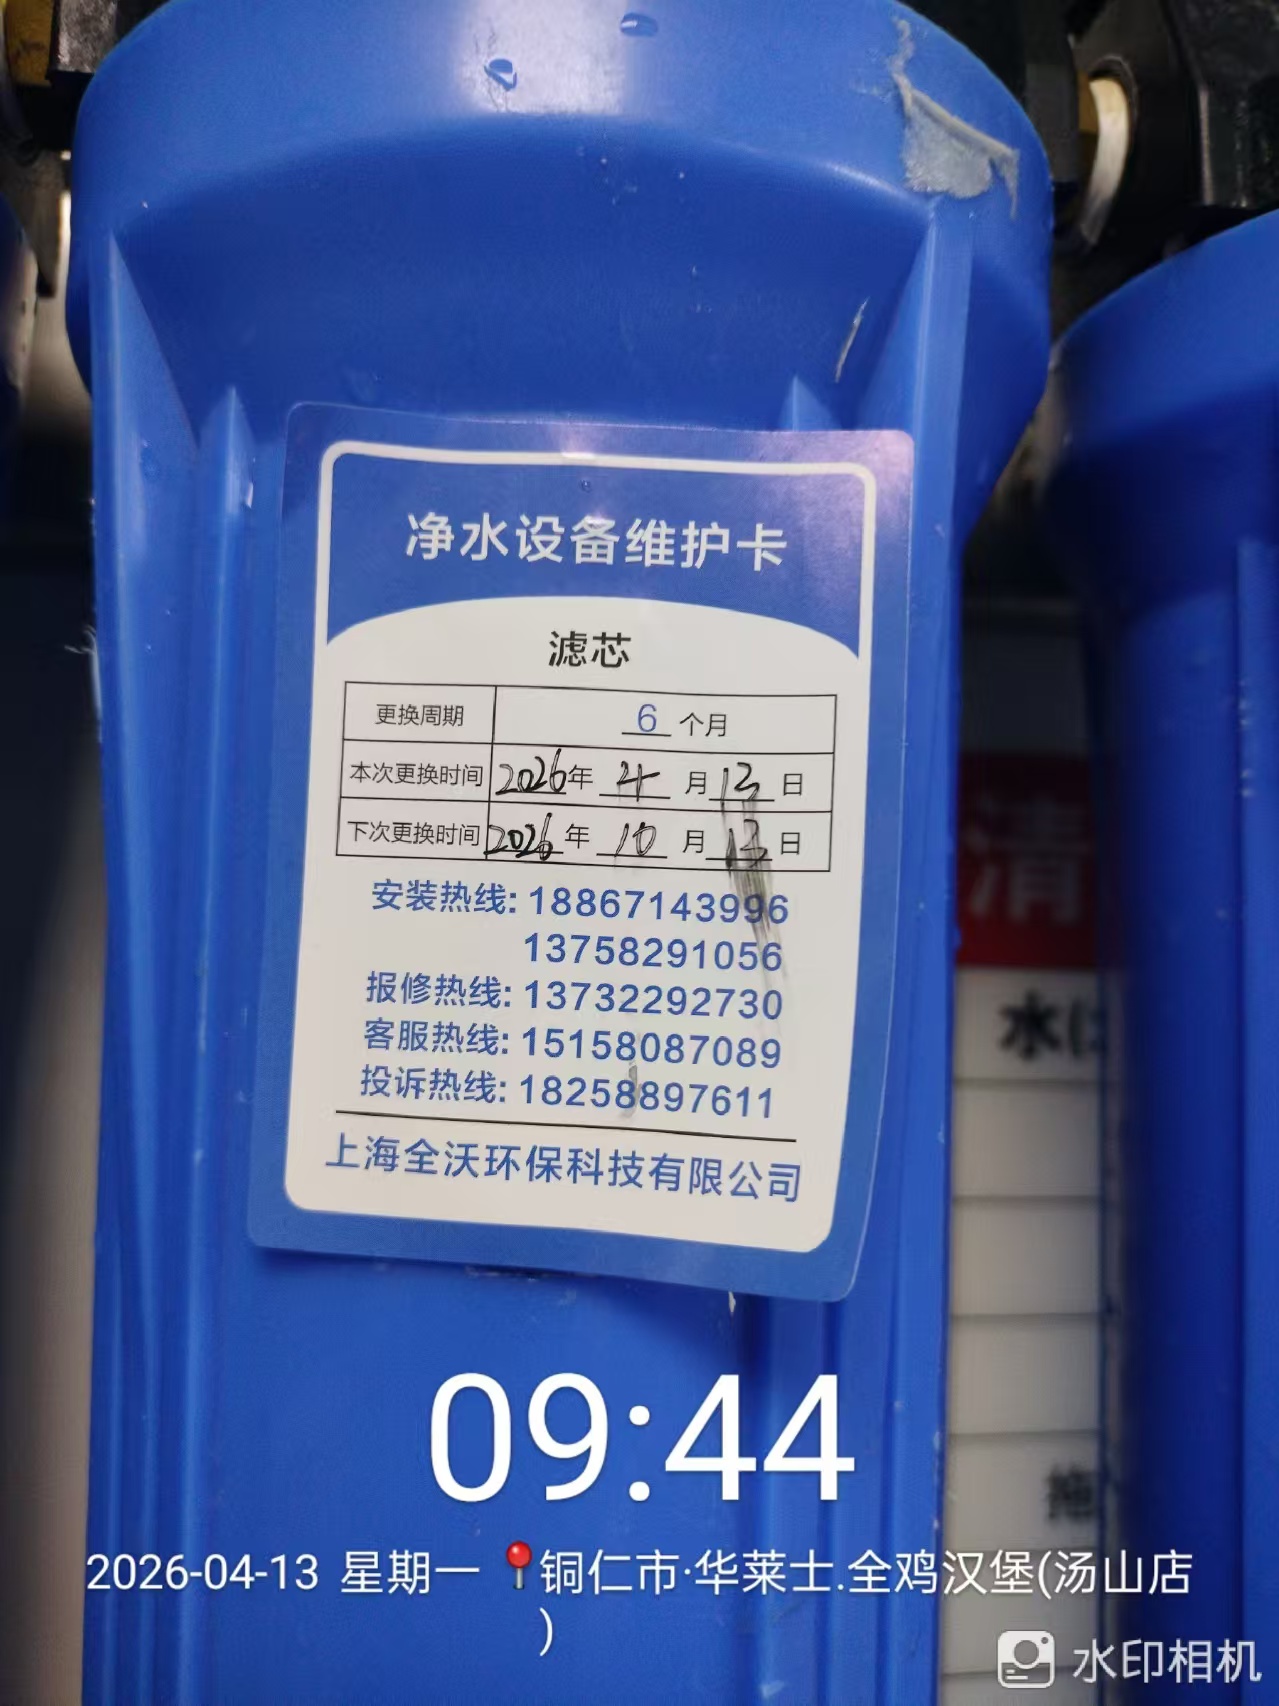 净水设备维护卡
滤芯
更换周期 6 个月
本次更换时间 2026年 4 月 13 日
下次更换时间 2026 年 10 月 13 日
安装热线: 18867143996
13758291056
报修热线: 13732292730
客服热线: 15158087089
投诉热线: 18258897611
上海全沃环保科技有限公司
清
水
拖
09:44
2026-04-13 星期一 📍铜仁市·华莱士.全鸡汉堡(汤山店
)
水印相机